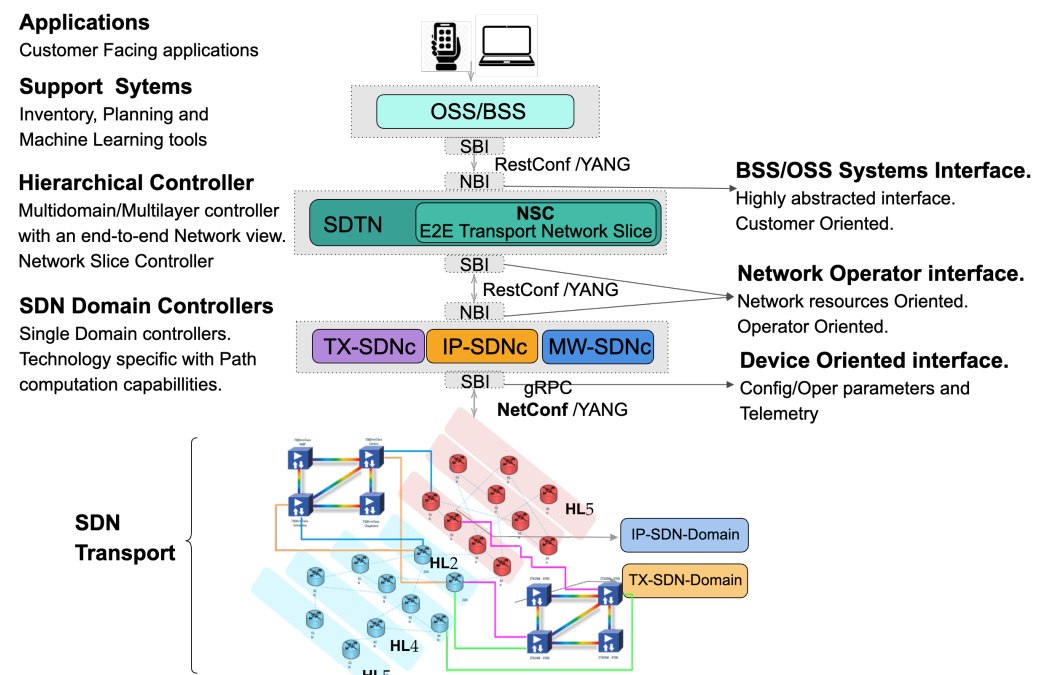 Applications
Customer Facing applications
Support Sytems
Inventory, Planning and
Machine Learning tools
OSS/BSS
SBI
RestConf /YANG
NBI
Hierarchical Controller
Multidomain/Multilayer controller
with an end-to-end Network view.
Network Slice Controller
SDTN
NSC
E2E Transport Network Slice
BSS/OSS Systems Interface.
Highly abstracted interface.
Customer Oriented.
SBI
RestConf /YANG
NBI
Network Operator interface.
Network resources Oriented.
Operator Oriented.
SDN Domain Controllers
Single Domain controllers.
Technology specific with Path
computation capabillities.
TX-SDNc
IP-SDNc
MW-SDNc
SBI
gRPC
NetConf /YANG
Device Oriented interface.
Config/Oper parameters and
Telemetry
SDN
Transport
HL5
HL2
HL4
HL5
IP-SDN-Domain
TX-SDN-Domain